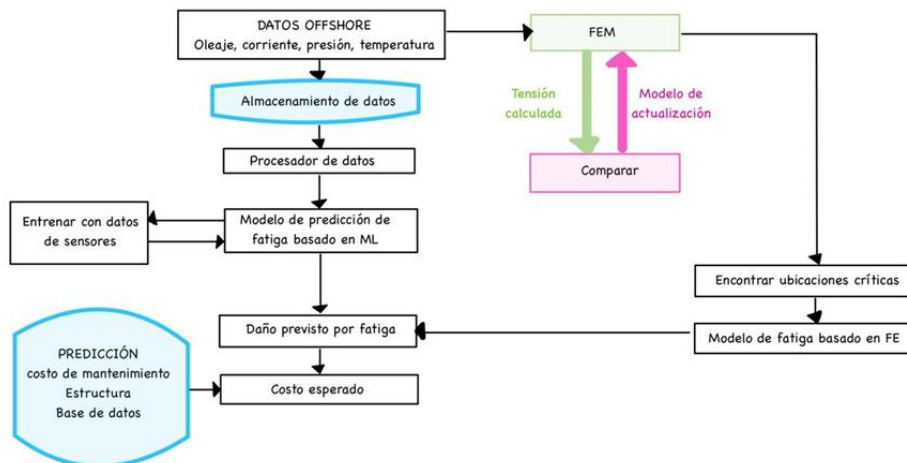 DATOS OFFSHORE
Oleaje, corriente, presión, temperatura
FEM
Almacenamiento de datos
Tensión
calculada
Modelo de
actualización
Procesador de datos
Comparar
Entrenar con datos
de sensores
Modelo de predicción de
fatiga basado en ML
Encontrar ubicaciones críticas
Daño previsto por fatiga
Modelo de fatiga basado en FE
PREDICCIÓN
costo de mantenimiento
Estructura
Base de datos
Costo esperado